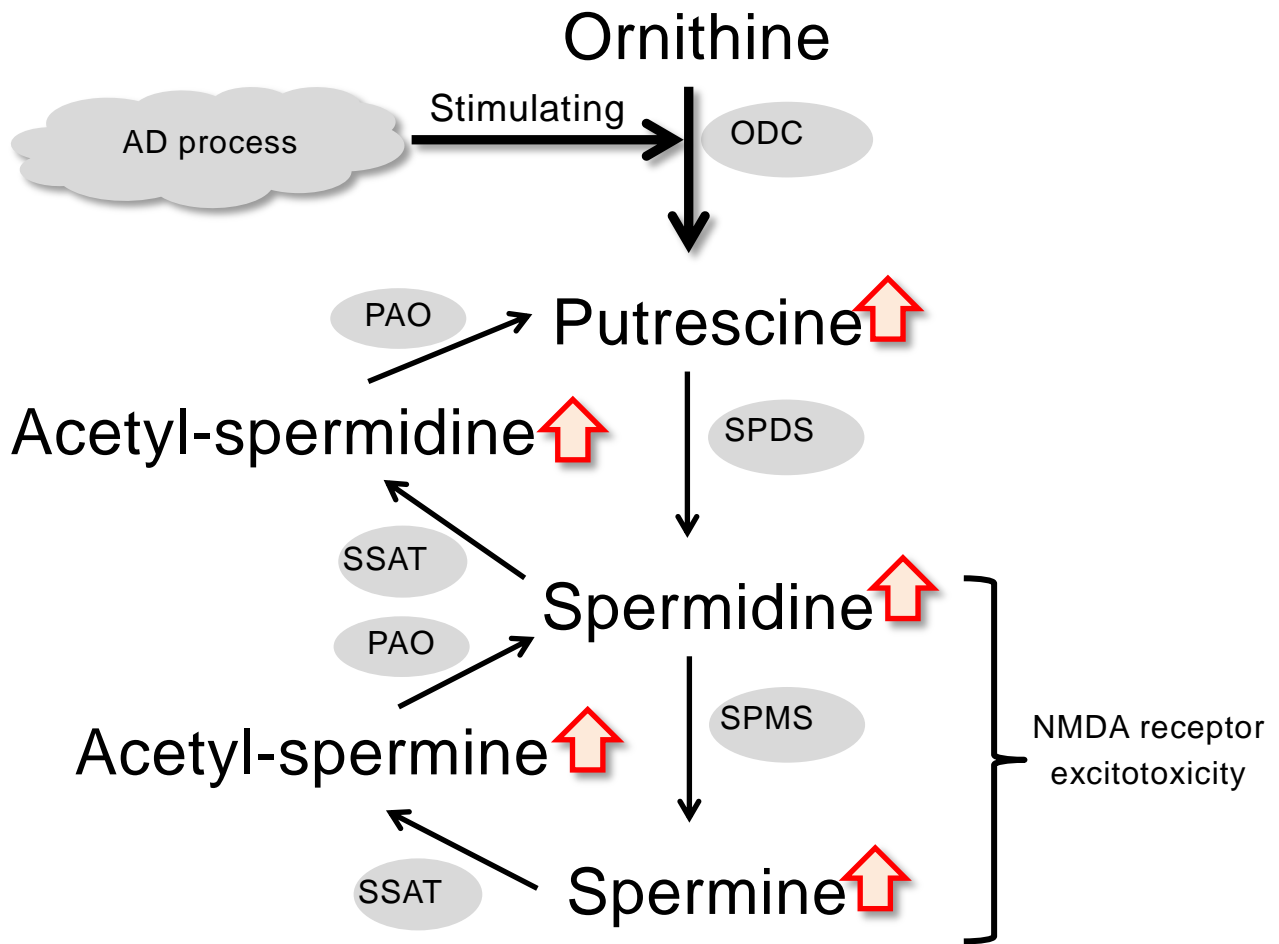 Ornithine
Stimulating
AD process
ODC
PAO
Putrescine
Acetyl-spermidine
SPDS
SSAT
Spermidine
PAO
SPMS
Acetyl-spermine
NMDA receptor
excitotoxicity
SSAT
Spermine